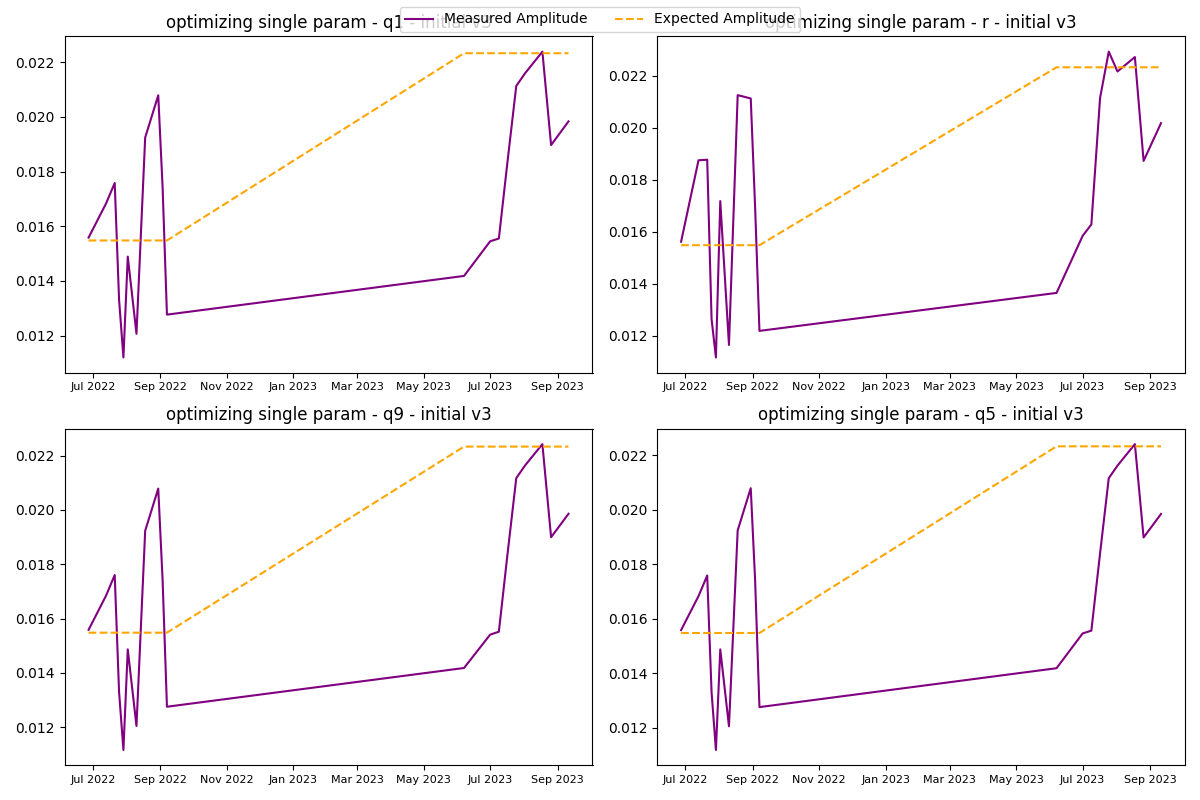 Measured Amplitude Expected Amplitude
optimizing single param - q1 - initial v3
0.022
0.020
0.018
0.016
0.014
0.012
Jul 2022 Sep 2022 Nov 2022 Jan 2023 Mar 2023 May 2023 Jul 2023 Sep 2023
optimizing single param - r - initial v3
0.022
0.020
0.018
0.016
0.014
0.012
Jul 2022 Sep 2022 Nov 2022 Jan 2023 Mar 2023 May 2023 Jul 2023 Sep 2023
optimizing single param - q9 - initial v3
0.022
0.020
0.018
0.016
0.014
0.012
Jul 2022 Sep 2022 Nov 2022 Jan 2023 Mar 2023 May 2023 Jul 2023 Sep 2023
optimizing single param - q5 - initial v3
0.022
0.020
0.018
0.016
0.014
0.012
Jul 2022 Sep 2022 Nov 2022 Jan 2023 Mar 2023 May 2023 Jul 2023 Sep 2023